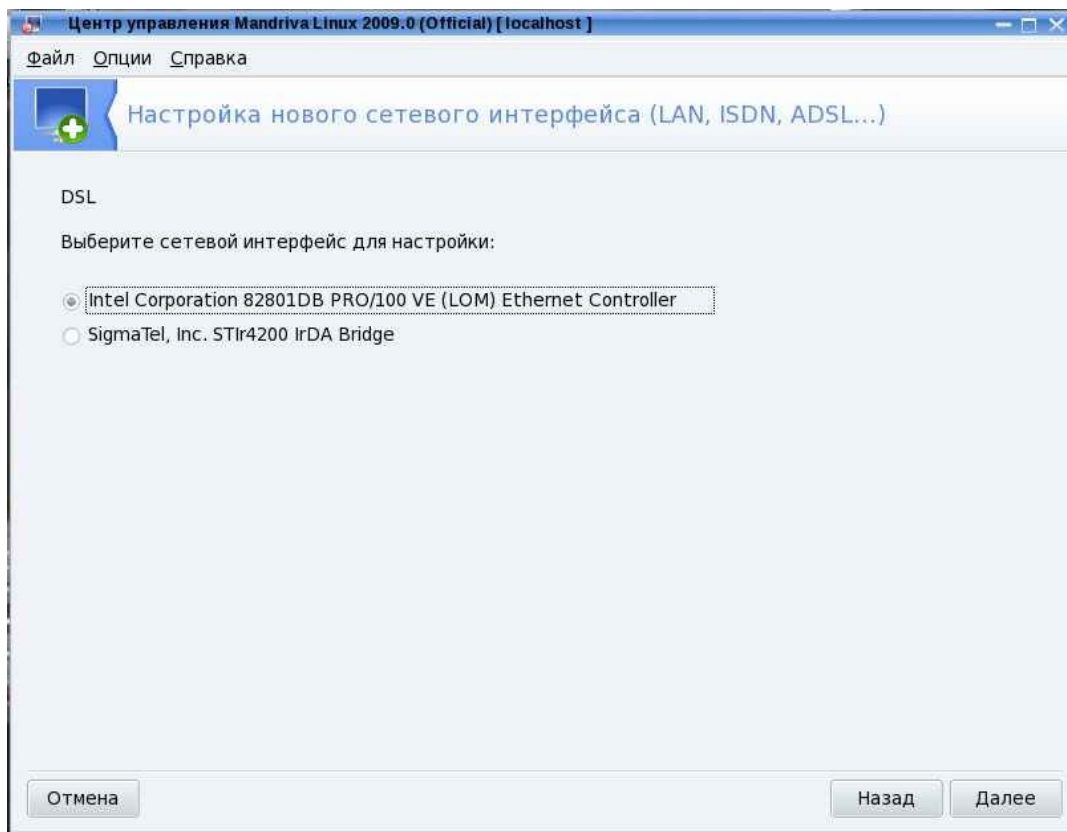 Центр управления Mandriva Linux 2009.0 (Official) [ localhost ]
Файл Опции Справка
Настройка нового сетевого интерфейса (LAN, ISDN, ADSL...)
DSL
Выберите сетевой интерфейс для настройки:
Intel Corporation 82801DB PRO/100 VE (LOM) Ethernet Controller
SigmaTel, Inc. STIr4200 IrDA Bridge
Отмена Назад Далее